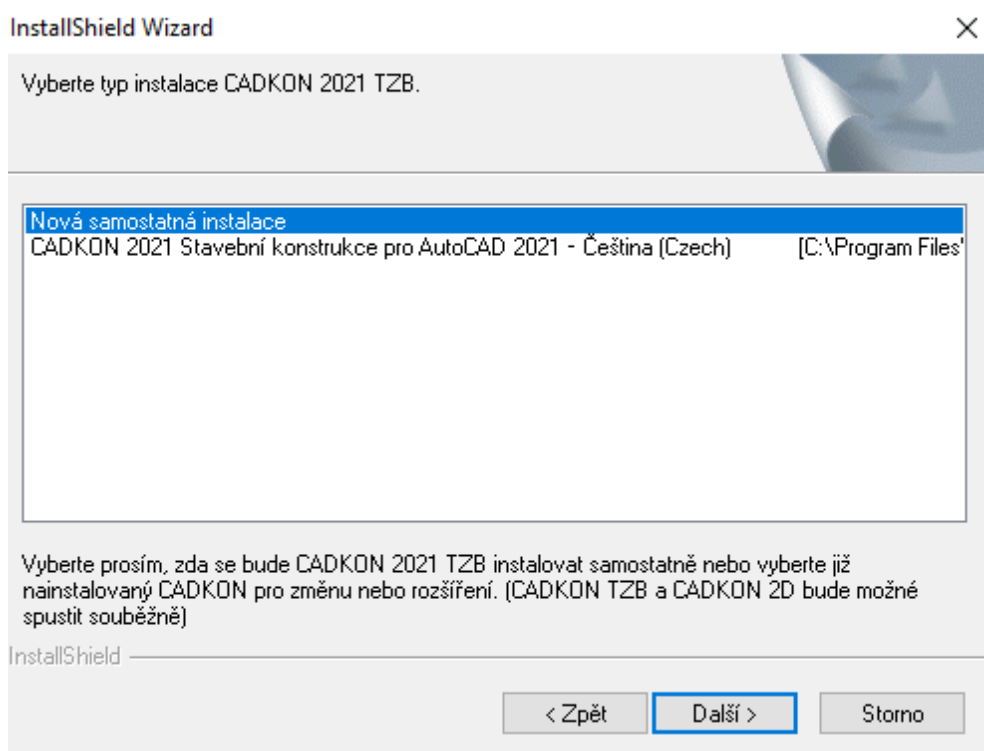 InstallShield Wizard
Vyberte typ instalace CADKON 2021 TZB.
Nová samostatná instalace
CADKON 2021 Stavební konstrukce pro AutoCAD 2021 - Čeština (Czech) [C:\Program Files'
Vyberte prosím, zda se bude CADKON 2021 TZB instalovat samostatně nebo vyberte již
nainstalovaný CADKON pro změnu nebo rozšíření. (CADKON TZB a CADKON 2D bude možné
spustit souběžně)
InstallShield
< Zpět Další > Storno